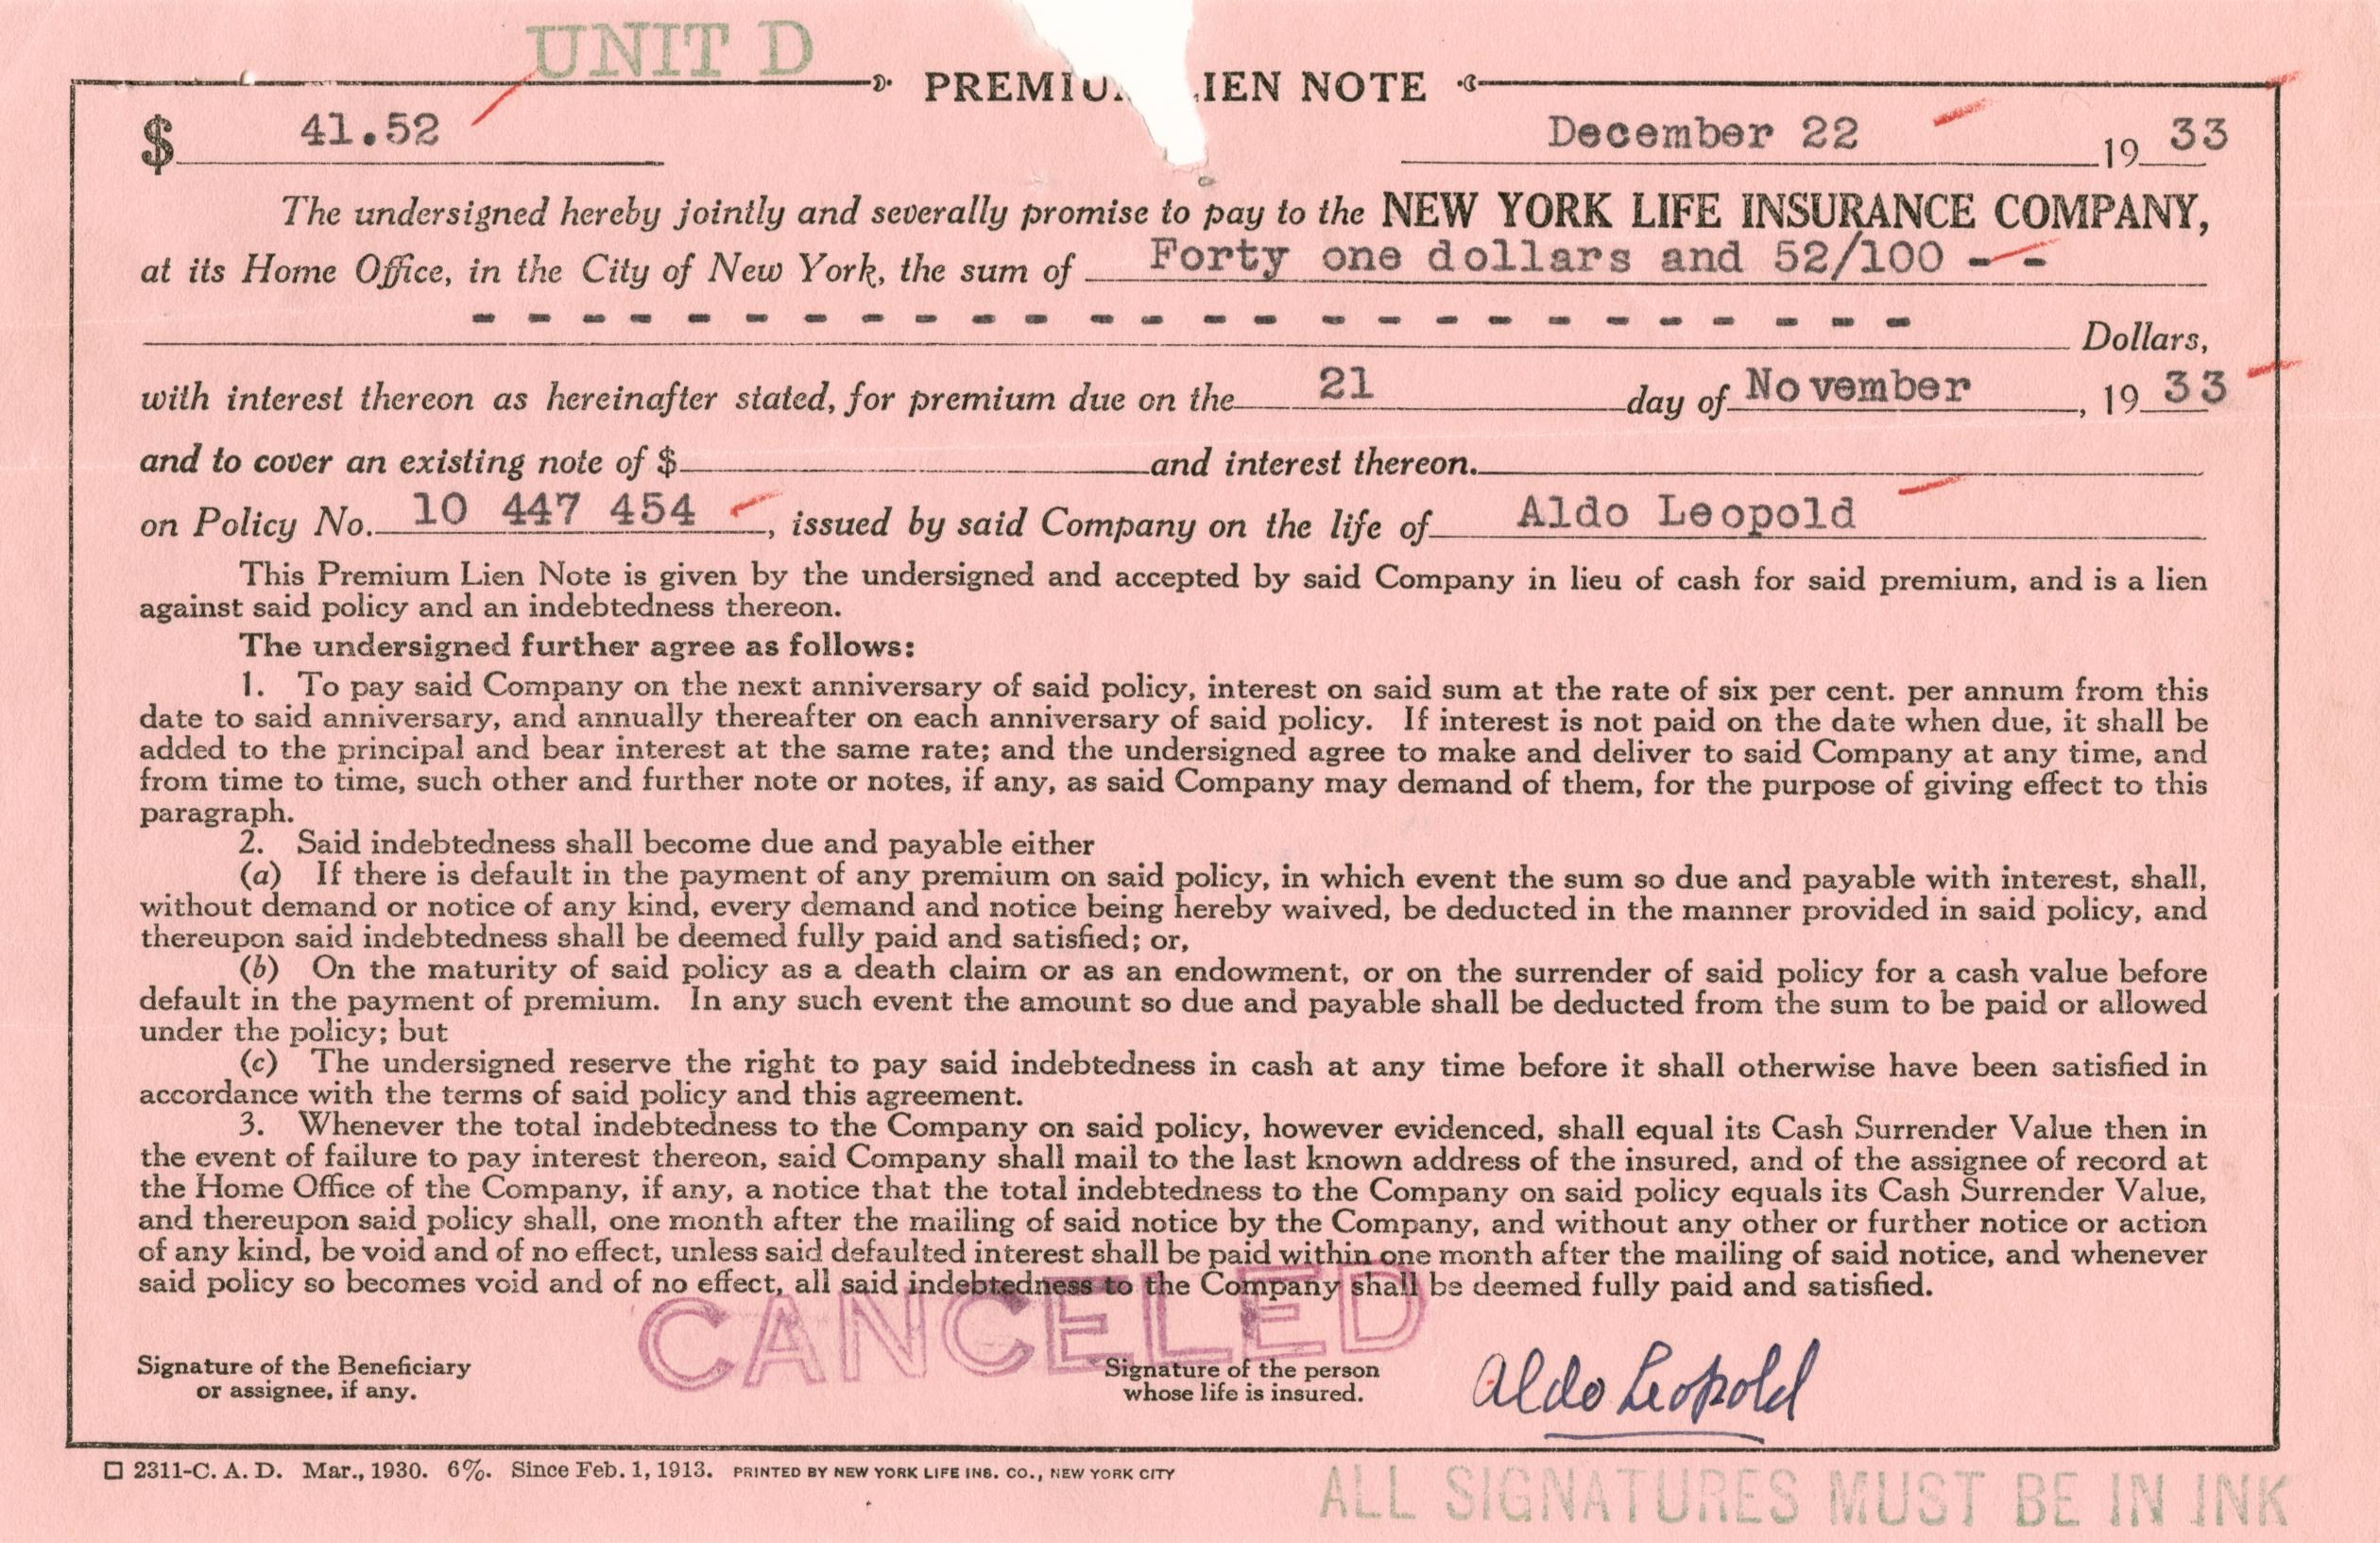 UNIT D
PREMIU IEN NOTE
$ 41.52 December 22 1933
The undersigned hereby jointly and severally promise to pay to the NEW YORK LIFE INSURANCE COMPANY,
at its Home Office, in the City of New York, the sum of Forty one dollars and 52/100 - -
- - - - - - - - - - - - - - - - - - - - - - - - - - Dollars,
with interest thereon as hereinafter stated, for premium due on the 21 day of November, 1933
and to cover an existing note of $ and interest thereon.
on Policy No. 10 447 454, issued by said Company on the life of Aldo Leopold
This Premium Lien Note is given by the undersigned and accepted by said Company in lieu of cash for said premium, and is a lien
against said policy and an indebtedness thereon.
The undersigned further agree as follows:
1. To pay said Company on the next anniversary of said policy, interest on said sum at the rate of six per cent. per annum from this
date to said anniversary, and annually thereafter on each anniversary of said policy. If interest is not paid on the date when due, it shall be
added to the principal and bear interest at the same rate; and the undersigned agree to make and deliver to said Company at any time, and
from time to time, such other and further note or notes, if any, as said Company may demand of them, for the purpose of giving effect to this
paragraph.
2. Said indebtedness shall become due and payable either
(a) If there is default in the payment of any premium on said policy, in which event the sum so due and payable with interest, shall,
without demand or notice of any kind, every demand and notice being hereby waived, be deducted in the manner provided in said policy, and
thereupon said indebtedness shall be deemed fully paid and satisfied; or,
(b) On the maturity of said policy as a death claim or as an endowment, or on the surrender of said policy for a cash value before
default in the payment of premium. In any such event the amount so due and payable shall be deducted from the sum to be paid or allowed
under the policy; but
(c) The undersigned reserve the right to pay said indebtedness in cash at any time before it shall otherwise have been satisfied in
accordance with the terms of said policy and this agreement.
3. Whenever the total indebtedness to the Company on said policy, however evidenced, shall equal its Cash Surrender Value then in
the event of failure to pay interest thereon, said Company shall mail to the last known address of the insured, and of the assignee of record at
the Home Office of the Company, if any, a notice that the total indebtedness to the Company on said policy equals its Cash Surrender Value,
and thereupon said policy shall, one month after the mailing of said notice by the Company, and without any other or further notice or action
of any kind, be void and of no effect, unless said defaulted interest shall be paid within one month after the mailing of said notice, and whenever
said policy so becomes void and of no effect, all said indebtedness to the Company shall be deemed fully paid and satisfied.
CANCELED
Signature of the Beneficiary
or assignee, if any.
Signature of the person
whose life is insured.
Aldo Leopold
2311-C. A. D. Mar., 1930. 6%. Since Feb. 1, 1913. PRINTED BY NEW YORK LIFE INS. CO., NEW YORK CITY
ALL SIGNATURES MUST BE IN INK